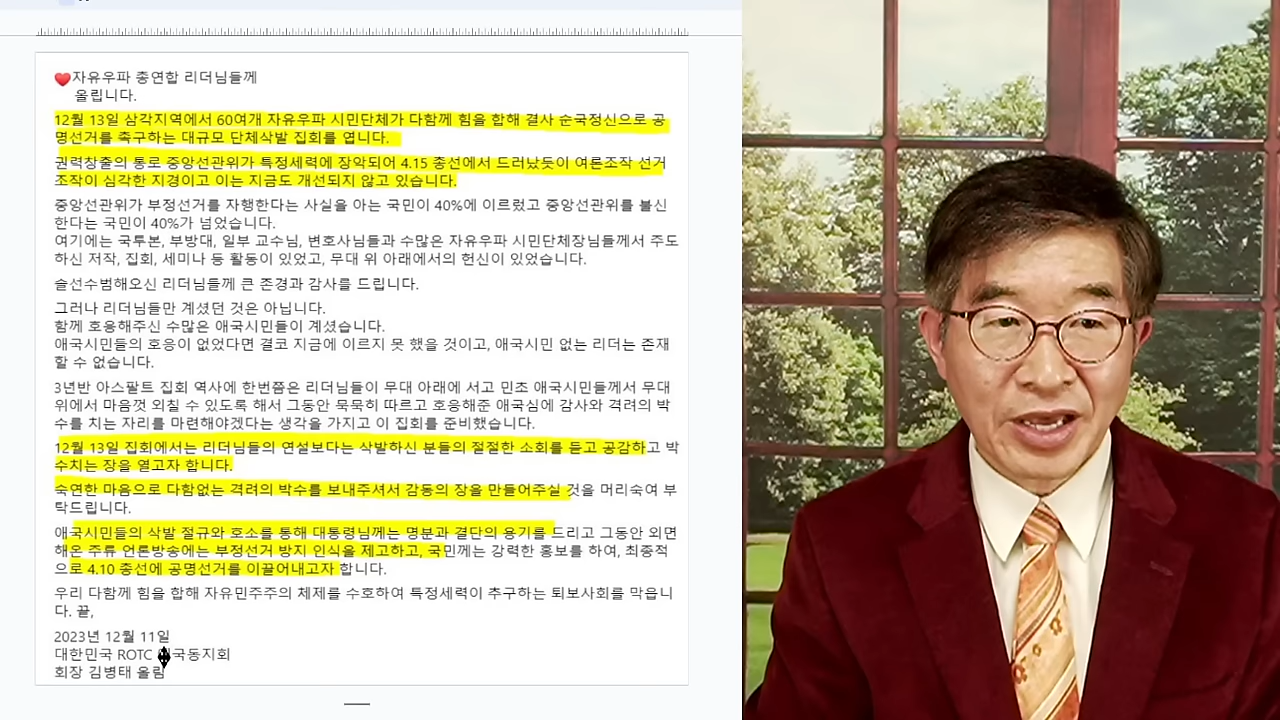 자유우파 총연합 리더님들께
올립니다.
12월 13일 삼각지역에서 60여개 자유우파 시민단체가 다함께 힘을 합해 결사 순국정신으로 공
명선거를 촉구하는 대규모 단체삭발 집회를 엽니다.
권력창출의 통로 중앙선관위가 특정세력에 장악되어 4.15 총선에서 드러났듯이 여론조작 선거
조작이 심각한 지경이고 이는 지금도 개선되지 않고 있습니다.
중앙선관위가 부정선거를 자행한다는 사실을 아는 국민이 40%에 이르렀고 중앙선관위를 불신
한다는 국민이 40%가 넘었습니다.
여기에는 국투본, 부방대, 일부 교수님, 변호사님들과 수많은 자유우파 시민단체장님들께서 주도
하신 저작, 집회, 세미나 등 활동이 있었고, 무대 위 아래에서의 헌신이 있었습니다.
솔선수범해오신 리더님들께 큰 존경과 감사를 드립니다.
그러나 리더님들만 계셨던 것은 아닙니다.
함께 호응해주신 수많은 애국시민들이 계셨습니다.
애국시민들의 호응이 없었다면 결코 지금에 이르지 못 했을 것이고, 애국시민 없는 리더는 존재
할 수 없습니다.
3년반 아스팔트 집회 역사에 한번쯤은 리더님들이 무대 아래에 서고 민초 애국시민들께서 무대
위에서 마음껏 외칠 수 있도록 해서 그동안 묵묵히 따르고 호응해준 애국심에 감사와 격려의 박
수를 치는 자리를 마련해야겠다는 생각을 가지고 이 집회를 준비했습니다.
12월 13일 집회에서는 리더님들의 연설보다는 삭발하신 분들의 절절한 소회를 듣고 공감하고 박
수치는 장을 열고자 합니다.
숙연한 마음으로 다함없는 격려의 박수를 보내주셔서 감동의 장을 만들어주실 것을 머리숙여 부
탁드립니다.
애국시민들의 삭발 절규와 호소를 통해 대통령님께는 명분과 결단의 용기를 드리고 그동안 외면
해온 주류 언론방송에는 부정선거 방지 인식을 제고하고, 국민께는 강력한 홍보를 하여, 최종적
으로 4.10 총선에 공명선거를 이끌어내고자 합니다.
우리 다함께 힘을 합해 자유민주주의 체제를 수호하여 특정세력이 추구하는 퇴보사회를 막읍니
다. 끝,
2023년 12월 11일
대한민국 ROTC 애국동지회
회장 김병태 올림